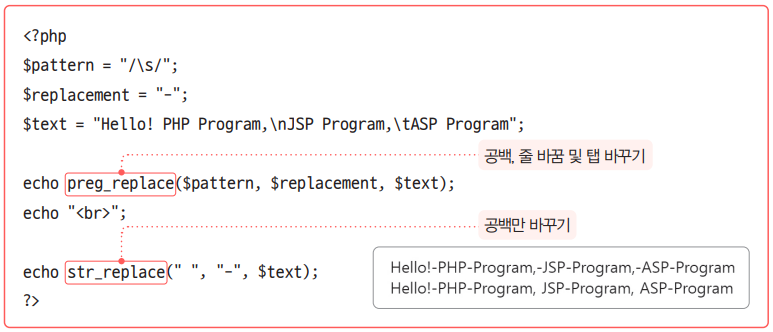 <?php
$pattern = "/\s/";
$replacement = "-";
$text = "Hello! PHP Program,\nJSP Program,\tASP Program";
공백, 줄 바꿈 및 탭 바꾸기
echo preg_replace($pattern, $replacement, $text);
echo "<br>";
공백만 바꾸기
echo str_replace(" ", "-", $text);
?>
Hello!-PHP-Program,-JSP-Program,-ASP-Program
Hello!-PHP-Program, JSP-Program, ASP-Program